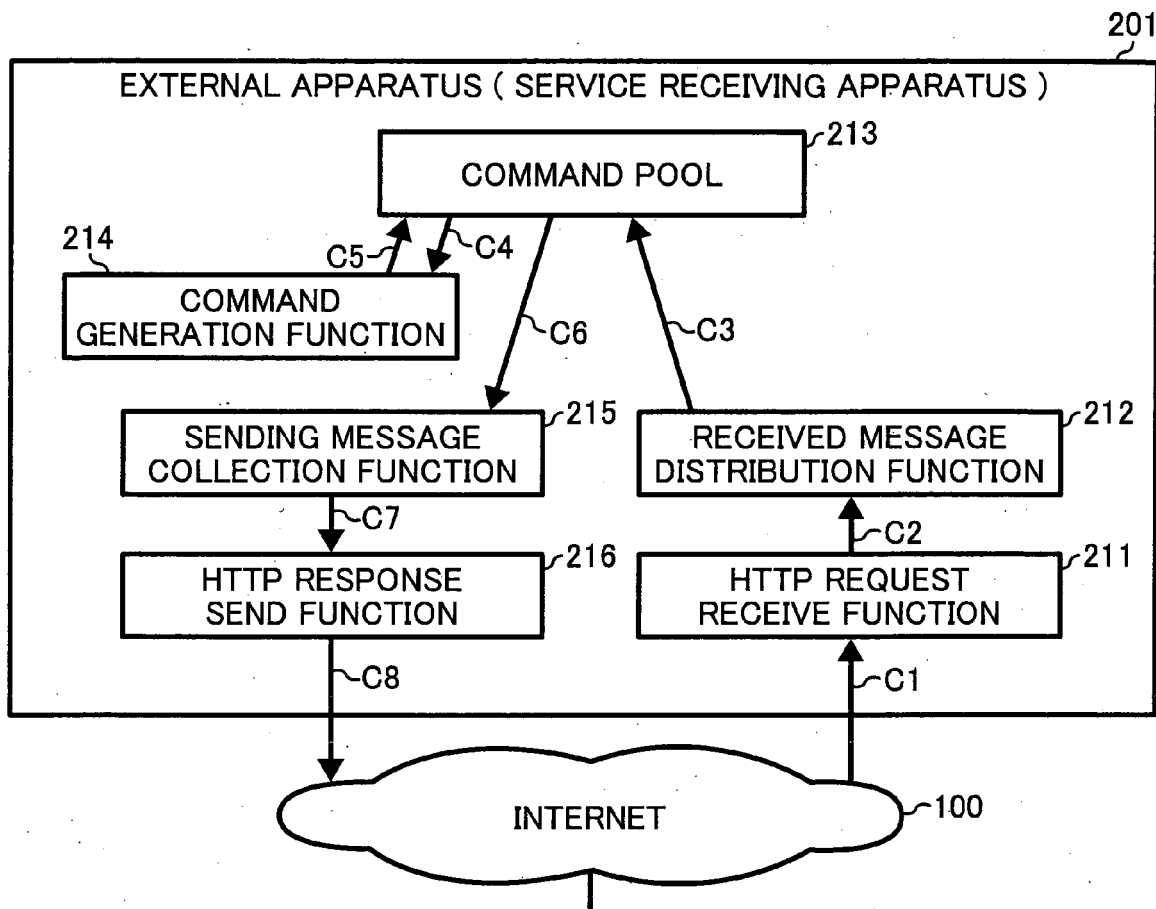 201
EXTERNAL APPARATUS ( SERVICE RECEIVING APPARATUS )
213
COMMAND POOL
214
C5
C4
COMMAND
GENERATION FUNCTION
C6
C3
215
SENDING MESSAGE
COLLECTION FUNCTION
212
RECEIVED MESSAGE
DISTRIBUTION FUNCTION
C7
C2
216
HTTP RESPONSE
SEND FUNCTION
211
HTTP REQUEST
RECEIVE FUNCTION
C8
C1
INTERNET
100